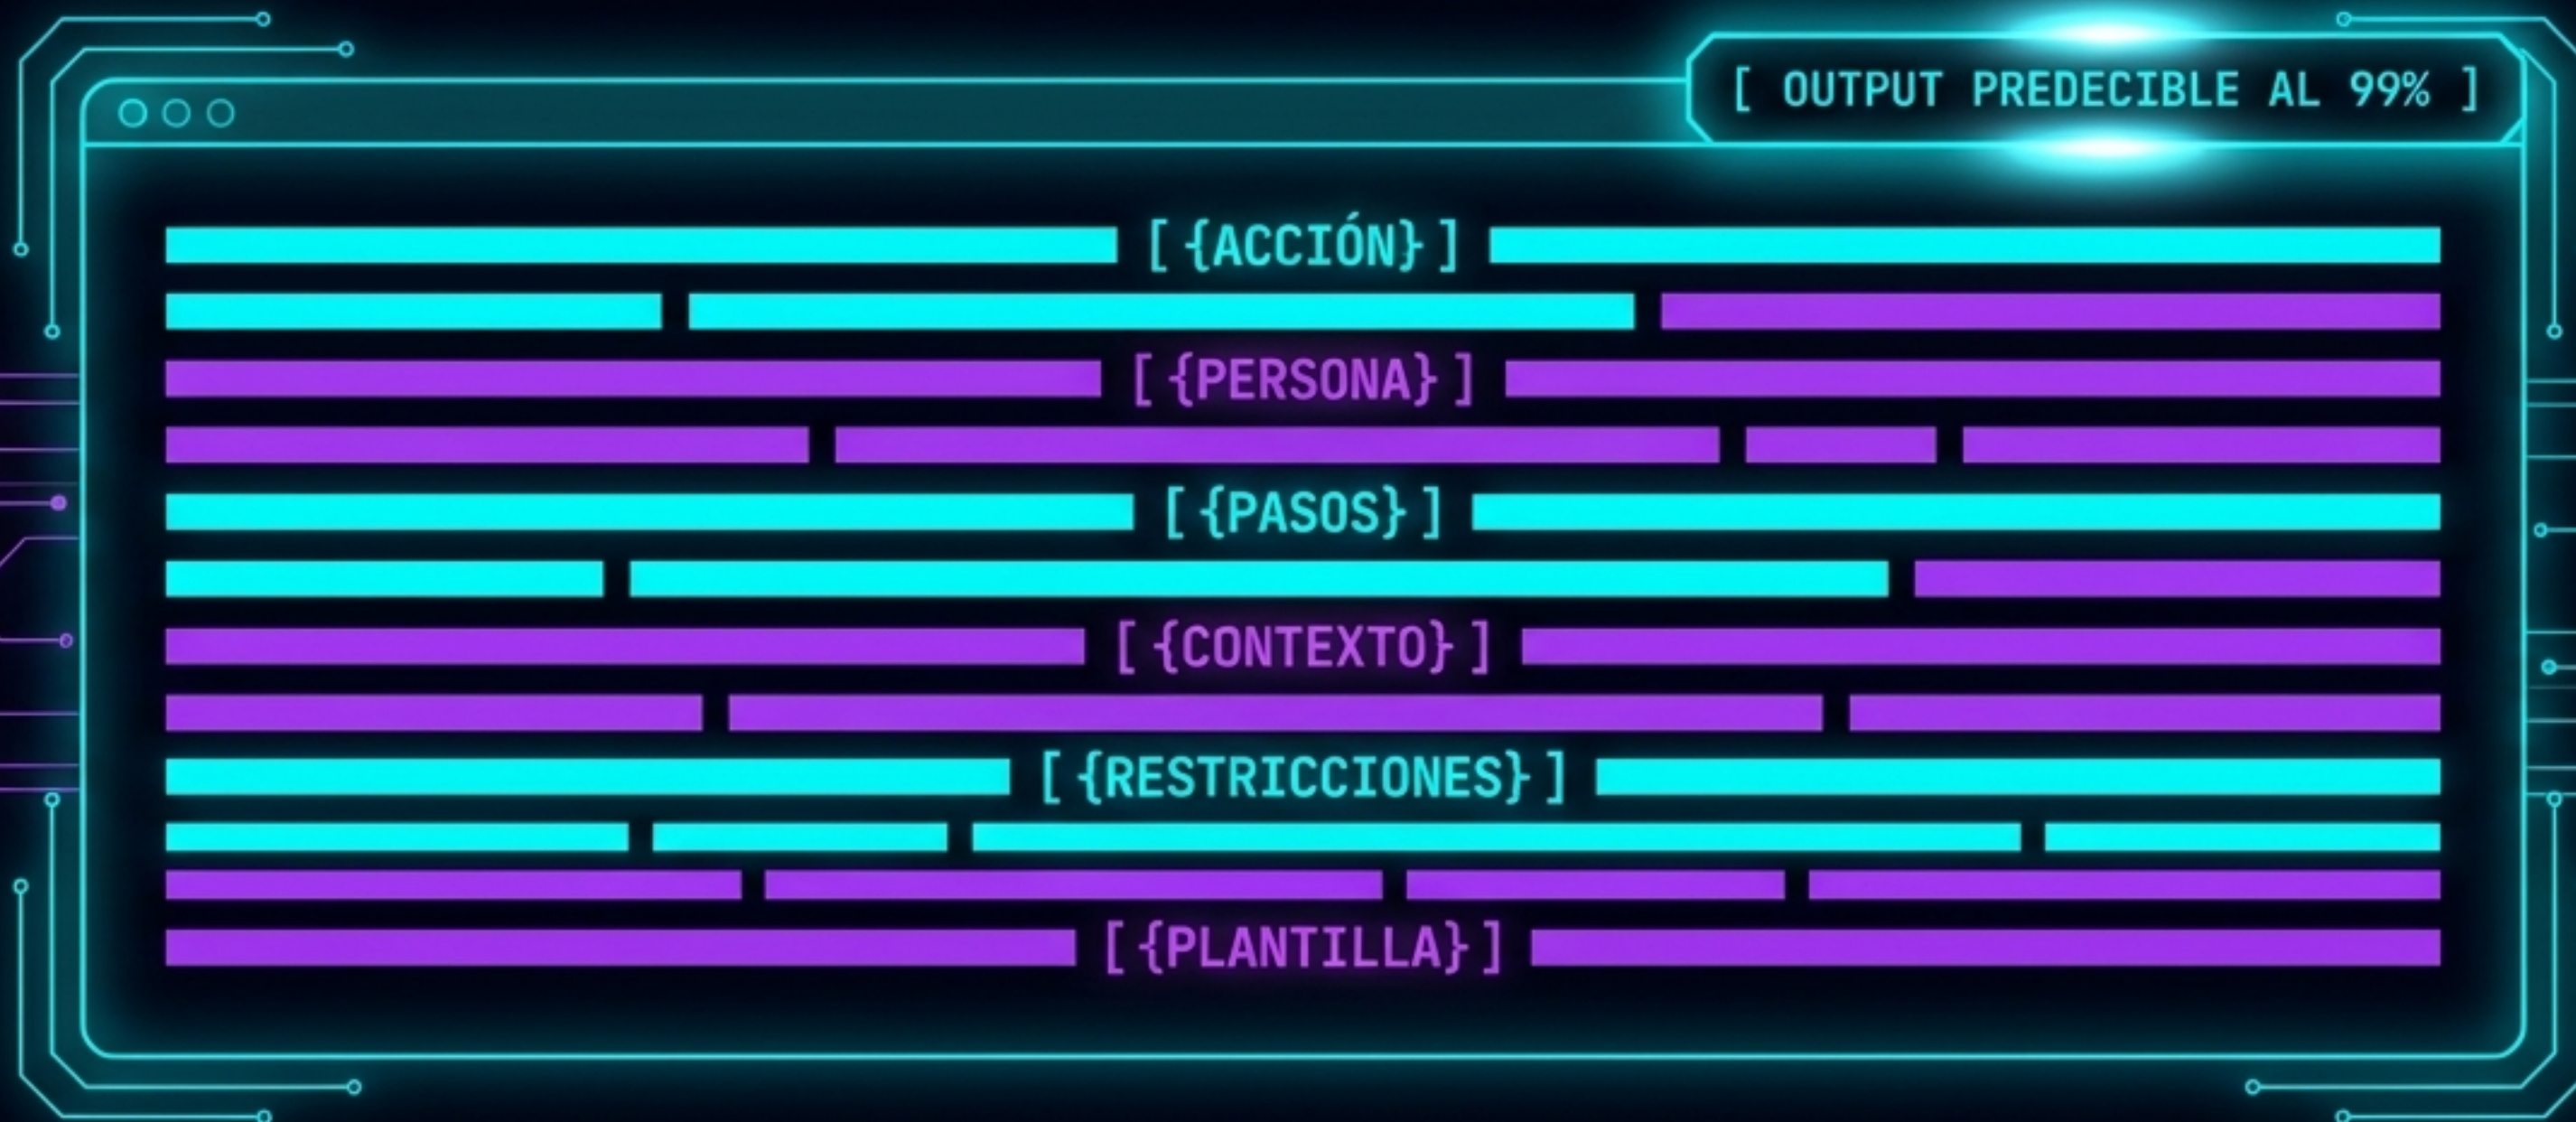 [ OUTPUT PREDECIBLE AL 99% ]
[{ACCIÓN}]
[{PERSONA}]
[{PASOS}]
[{CONTEXTO}]
[{RESTRICCIONES}]
[{PLANTILLA}]